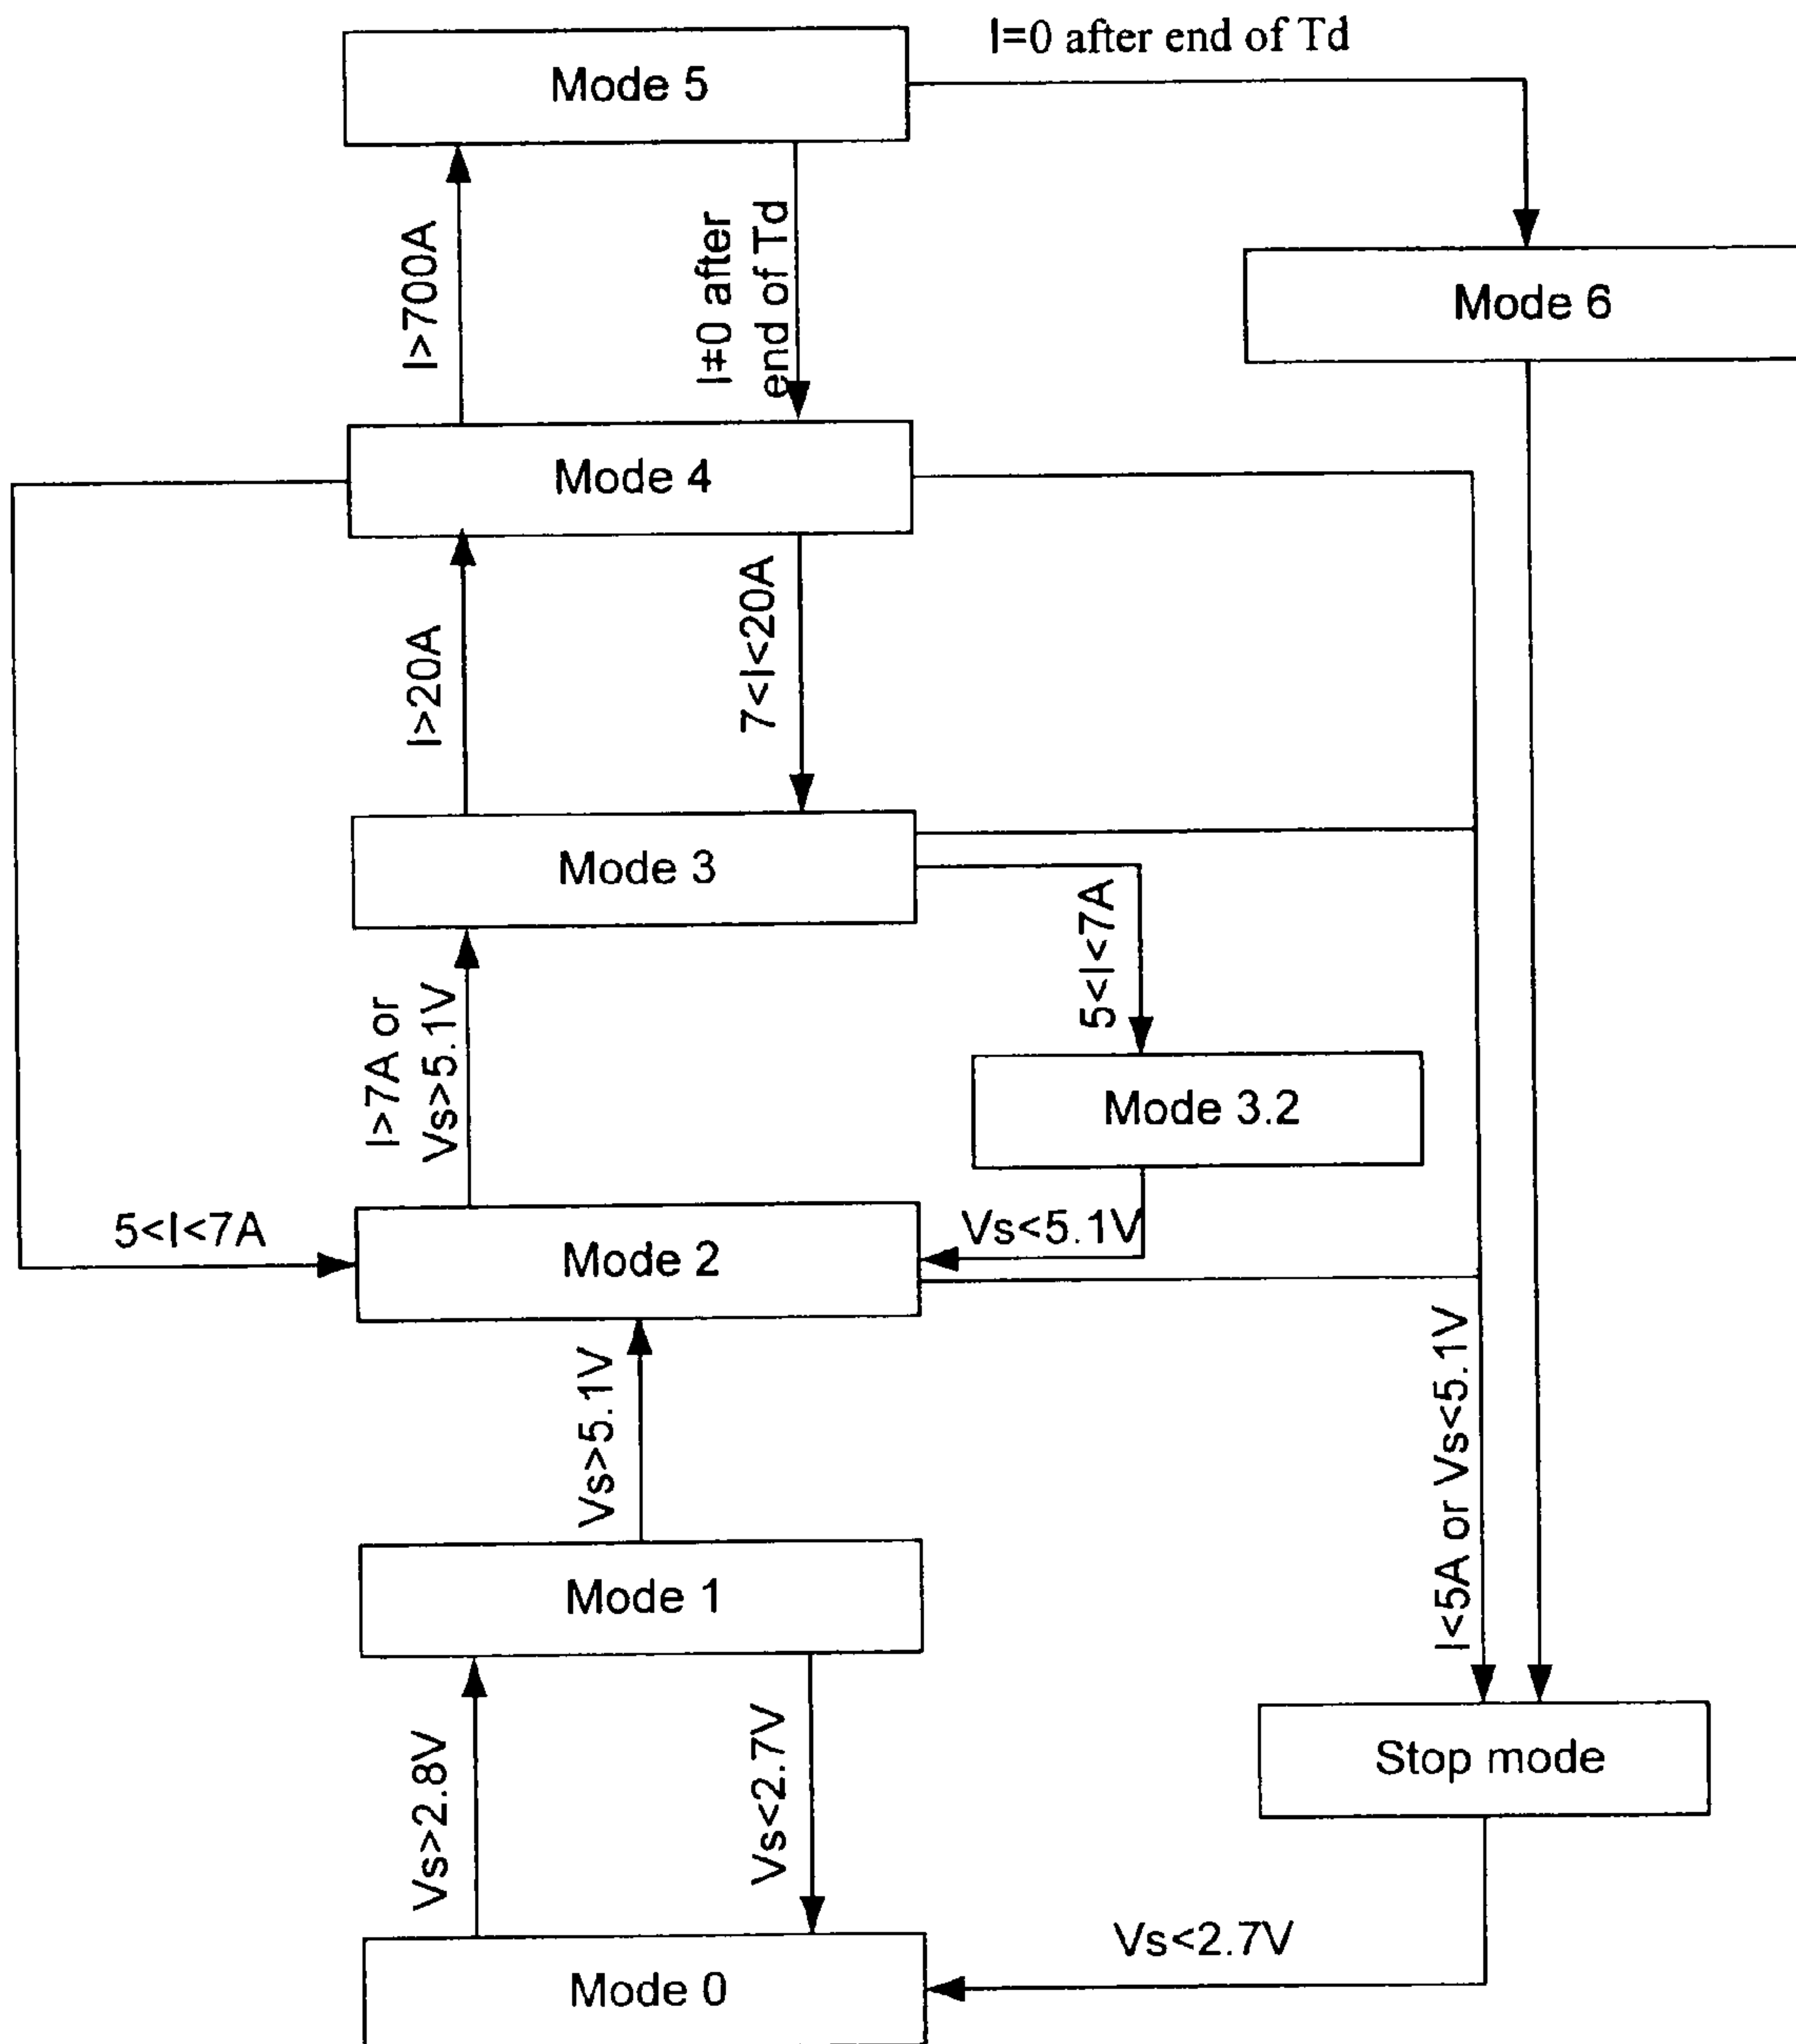 I=0 after end of Td
Mode 5
I>700A
I≠0 after
end of Td
Mode 6
Mode 4
I>20A
7<I<20A
Mode 3
5<I<7A
I>7A or
Vs>5.1V
Mode 3.2
5<I<7A
Mode 2
Vs<5.1V
Vs>5.1V
I<5A or Vs<5.1V
Mode 1
Vs>2.8V
Vs<2.7V
Stop mode
Vs<2.7V
Mode 0